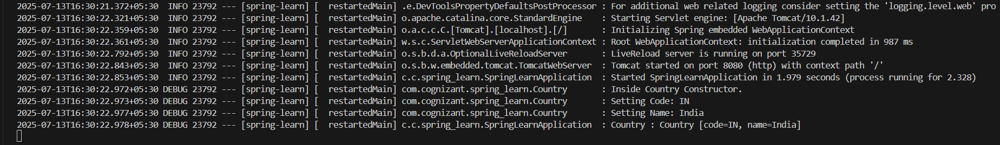 2025-07-13T16:30:21.372+05:30  INFO 23792 --- [spring-learn] [  restartedMain] .e.DevToolsPropertyDefaultsPostProcessor : For additional web related logging consider setting the 'logging.level.web' pro
2025-07-13T16:30:22.321+05:30  INFO 23792 --- [spring-learn] [  restartedMain] o.apache.catalina.core.StandardEngine    : Starting Servlet engine: [Apache Tomcat/10.1.42]
2025-07-13T16:30:22.359+05:30  INFO 23792 --- [spring-learn] [  restartedMain] o.a.c.c.C.[Tomcat].[localhost].[/]       : Initializing Spring embedded WebApplicationContext
2025-07-13T16:30:22.361+05:30  INFO 23792 --- [spring-learn] [  restartedMain] w.s.c.ServletWebServerApplicationContext : Root WebApplicationContext: initialization completed in 987 ms
2025-07-13T16:30:22.792+05:30  INFO 23792 --- [spring-learn] [  restartedMain] o.s.b.d.a.OptionalLiveReloadServer       : LiveReload server is running on port 35729
2025-07-13T16:30:22.843+05:30  INFO 23792 --- [spring-learn] [  restartedMain] o.s.b.w.embedded.tomcat.TomcatWebServer  : Tomcat started on port 8080 (http) with context path '/'
2025-07-13T16:30:22.853+05:30  INFO 23792 --- [spring-learn] [  restartedMain] c.c.spring_learn.SpringLearnApplication  : Started SpringLearnApplication in 1.979 seconds (process running for 2.328)
2025-07-13T16:30:22.972+05:30 DEBUG 23792 --- [spring-learn] [  restartedMain] com.cognizant.spring_learn.Country       : Inside Country Constructor.
2025-07-13T16:30:22.973+05:30 DEBUG 23792 --- [spring-learn] [  restartedMain] com.cognizant.spring_learn.Country       : Setting Code: IN
2025-07-13T16:30:22.977+05:30 DEBUG 23792 --- [spring-learn] [  restartedMain] com.cognizant.spring_learn.Country       : Setting Name: India
2025-07-13T16:30:22.978+05:30 DEBUG 23792 --- [spring-learn] [  restartedMain] c.c.spring_learn.SpringLearnApplication  : Country : Country [code=IN, name=India]